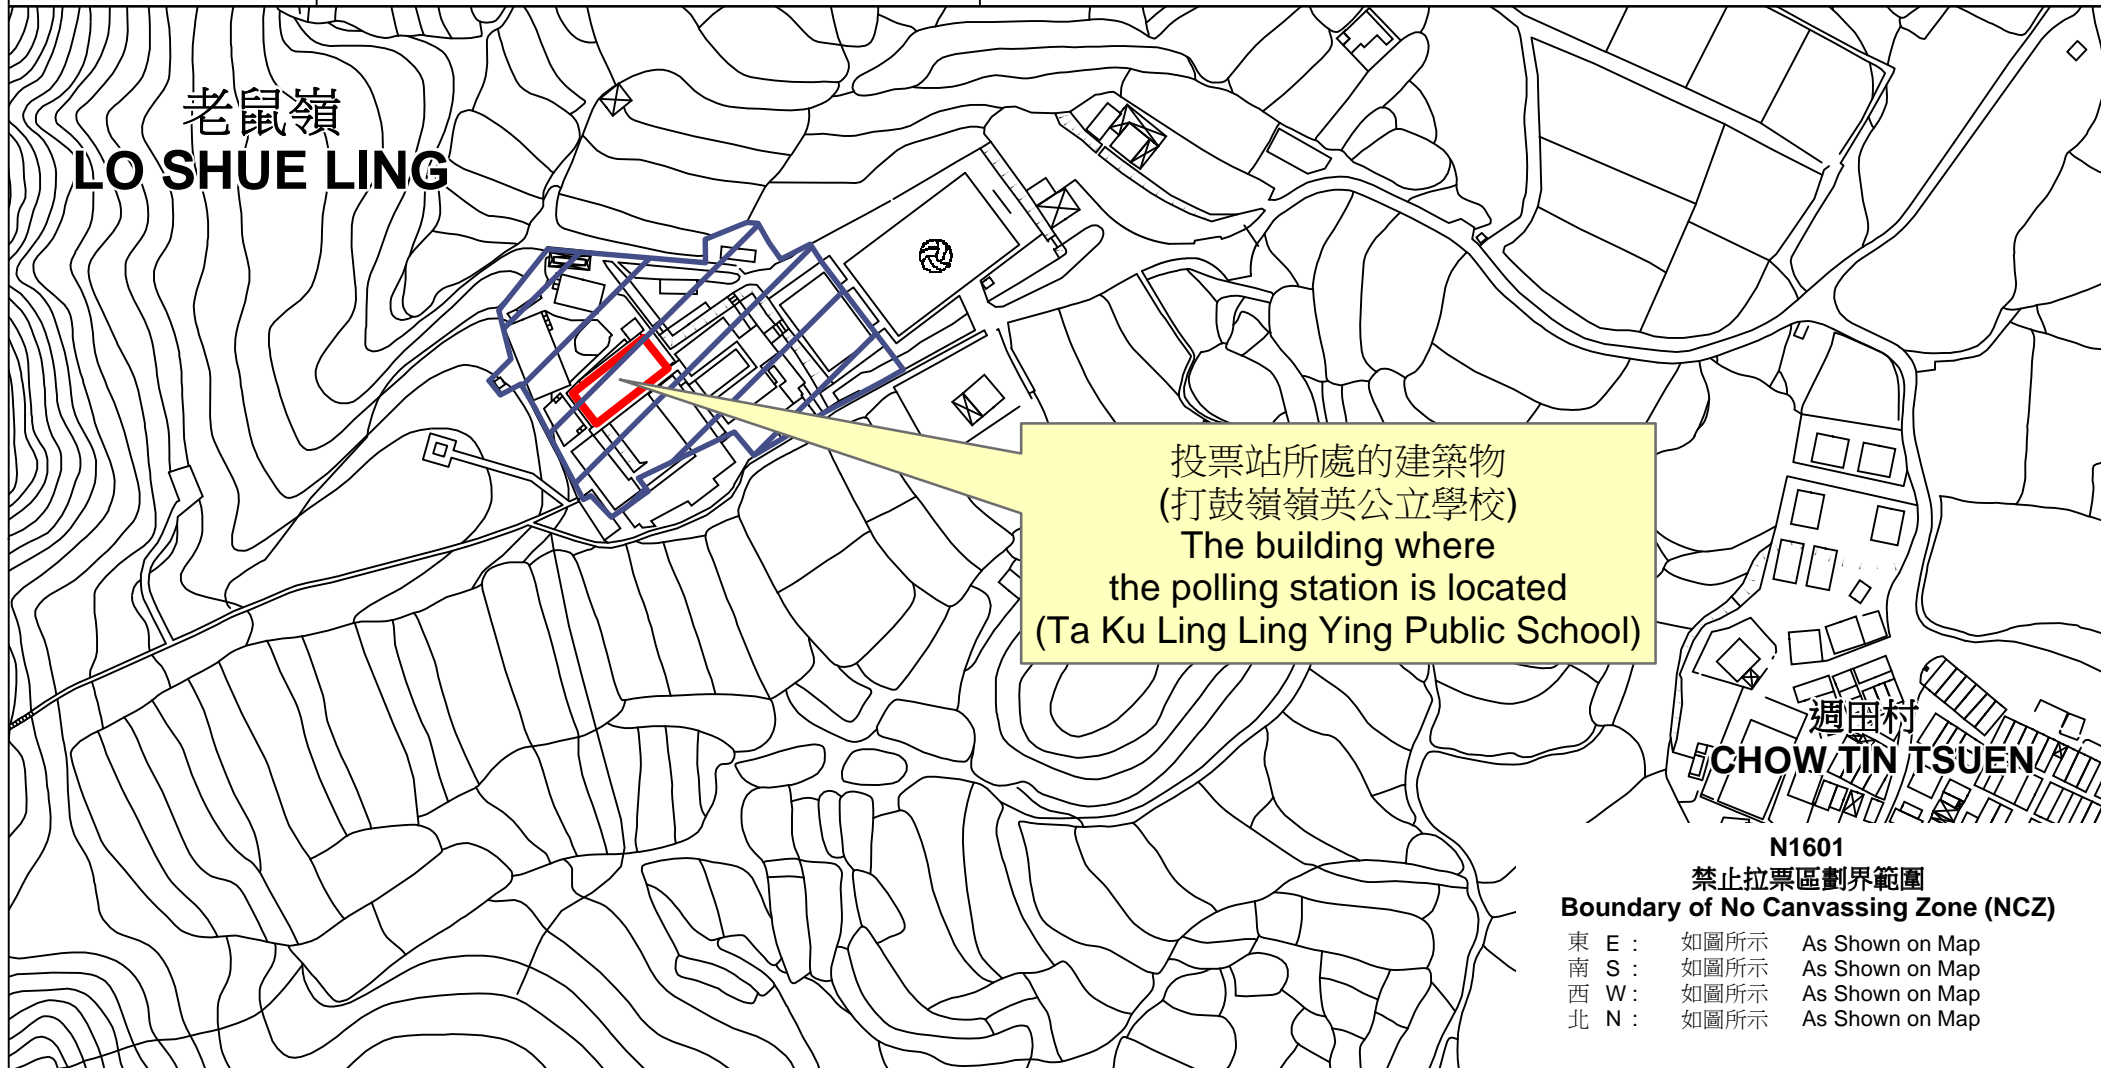 老鼠嶺
LO SHUE LING
投票站所處的建築物
(打鼓嶺嶺英公立學校)
The building where
the polling station is located
(Ta Ku Ling Ling Ying Public School)
週田村
CHOW TIN TSUEN
N1601
禁止拉票區劃界範圍
Boundary of No Canvassing Zone (NCZ)
東 E : 如圖所示 As Shown on Map
南 S : 如圖所示 As Shown on Map
西 W : 如圖所示 As Shown on Map
北 N : 如圖所示 As Shown on Map